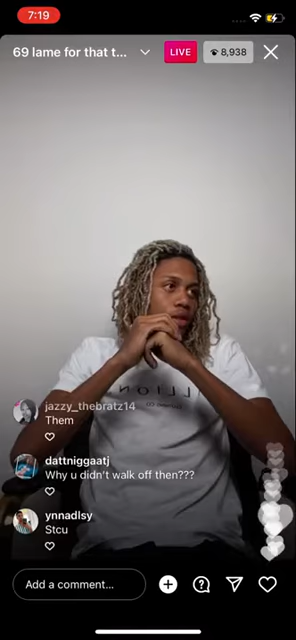 7:19
69 lame for that t...
LIVE
8,938
jazzy_thebratz14
Them
dattniggaatj
Why u didn't walk off then???
ynnadlsy
Stcu
Add a comment...